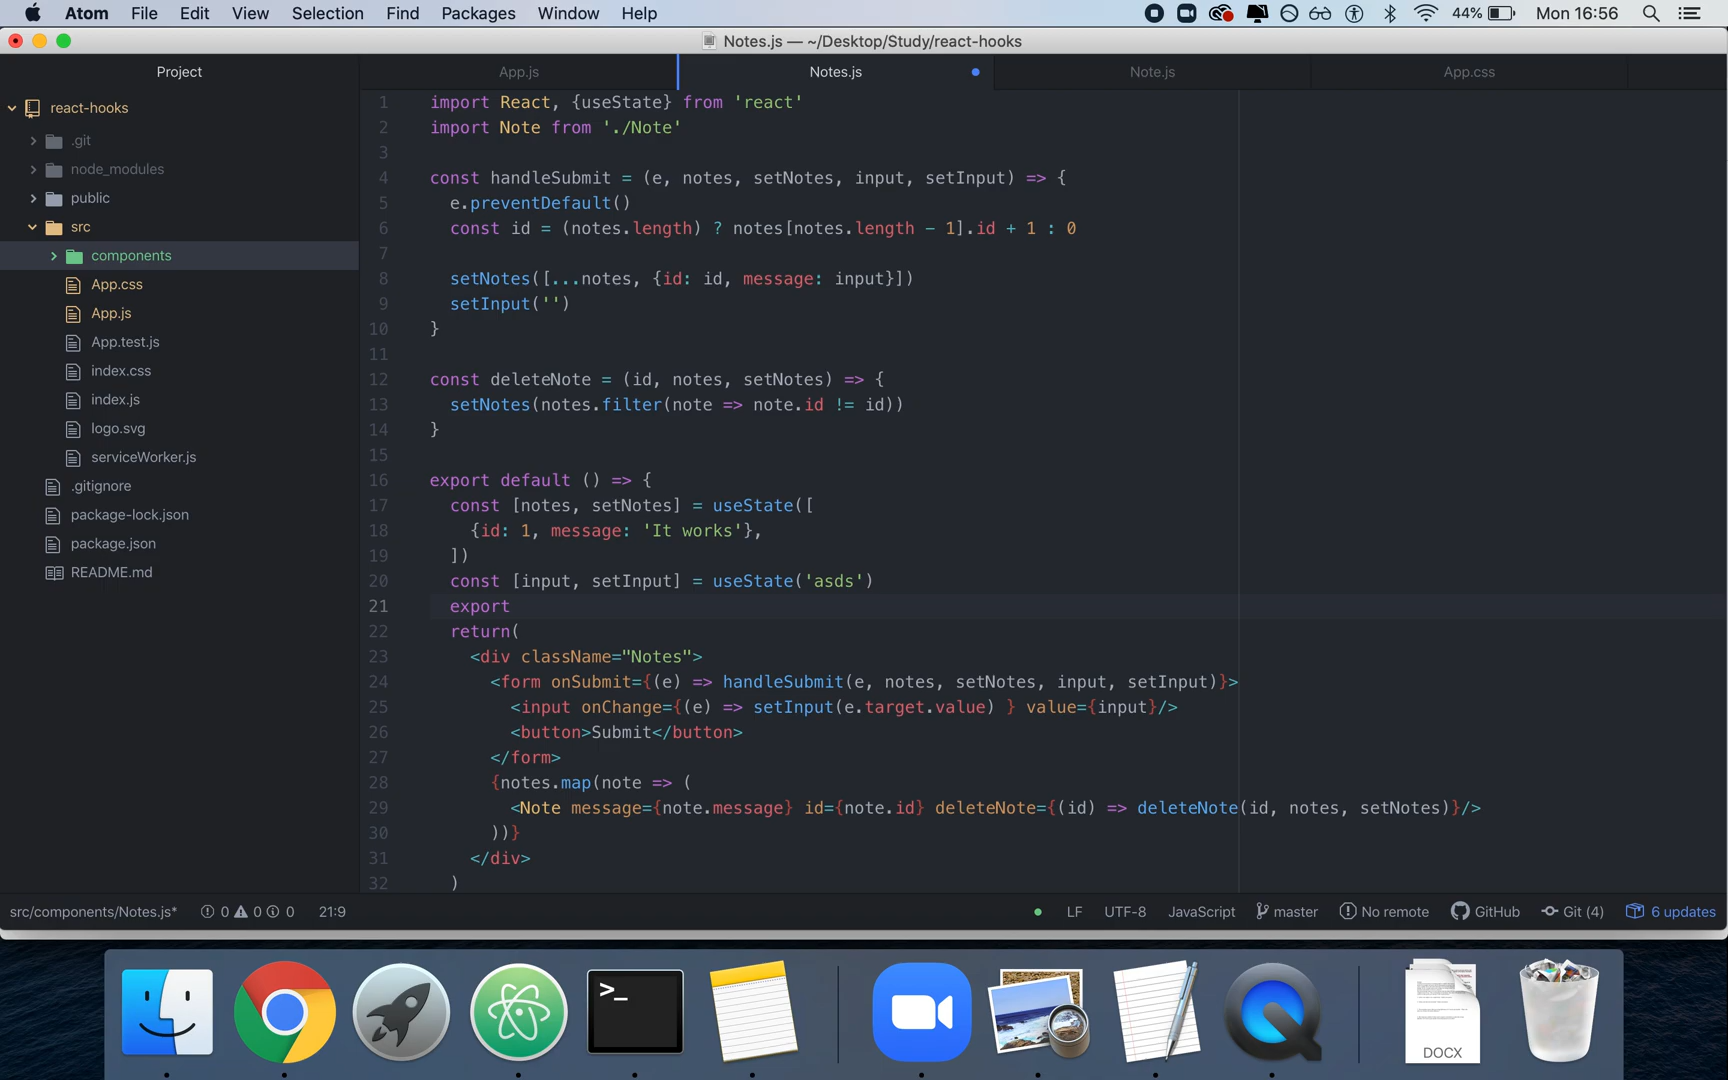 Atom File Edit View Selection Find Packages Window Help 44% Mon 16:56
Notes.js — ~/Desktop/Study/react-hooks
Project
App.js
Notes.js
Note.js
App.css
react-hooks
.git
node_modules
public
src
components
App.css
App.js
App.test.js
index.css
index.js
logo.svg
serviceWorker.js
.gitignore
package-lock.json
package.json
README.md
1 import React, {useState} from 'react'
2 import Note from './Note'
3
4 const handleSubmit = (e, notes, setNotes, input, setInput) => {
5 e.preventDefault()
6 const id = (notes.length) ? notes[notes.length - 1].id + 1 : 0
7
8 setNotes([...notes, {id: id, message: input}])
9 setInput('')
10 }
11
12 const deleteNote = (id, notes, setNotes) => {
13 setNotes(notes.filter(note => note.id != id))
14 }
15
16 export default () => {
17 const [notes, setNotes] = useState([
18 {id: 1, message: 'It works'},
19 ])
20 const [input, setInput] = useState('asds')
21 export
22 return(
23 <div className="Notes">
24 <form onSubmit={(e) => handleSubmit(e, notes, setNotes, input, setInput)}>
25 <input onChange={(e) => setInput(e.target.value) } value={input}/>
26 <button>Submit</button>
27 </form>
28 {notes.map(note => (
29 <Note message={note.message} id={note.id} deleteNote={(id) => deleteNote(id, notes, setNotes)}/>
30 ))}
31 </div>
32 )
src/components/Notes.js* 0 0 0 21:9 LF UTF-8 JavaScript master No remote GitHub Git (4) 6 updates
>_
DOCX